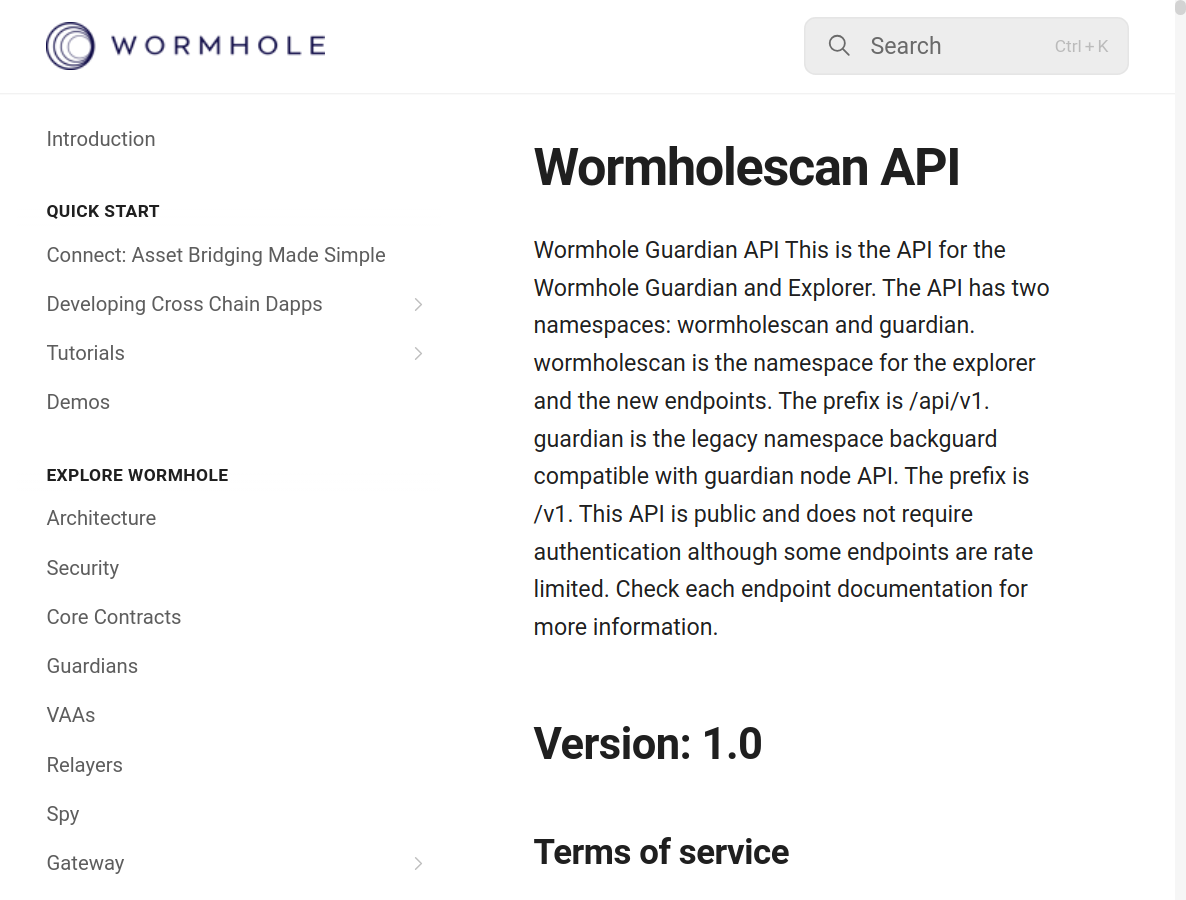 WORMHOLE
Search
Ctrl + K
Introduction
QUICK START
Connect: Asset Bridging Made Simple
Developing Cross Chain Dapps
Tutorials
Demos
EXPLORE WORMHOLE
Architecture
Security
Core Contracts
Guardians
VAAs
Relayers
Spy
Gateway
Wormholescan API
Wormhole Guardian API This is the API for the
Wormhole Guardian and Explorer. The API has two
namespaces: wormholescan and guardian.
wormholescan is the namespace for the explorer
and the new endpoints. The prefix is /api/v1.
guardian is the legacy namespace backguard
compatible with guardian node API. The prefix is
/v1. This API is public and does not require
authentication although some endpoints are rate
limited. Check each endpoint documentation for
more information.
Version: 1.0
Terms of service